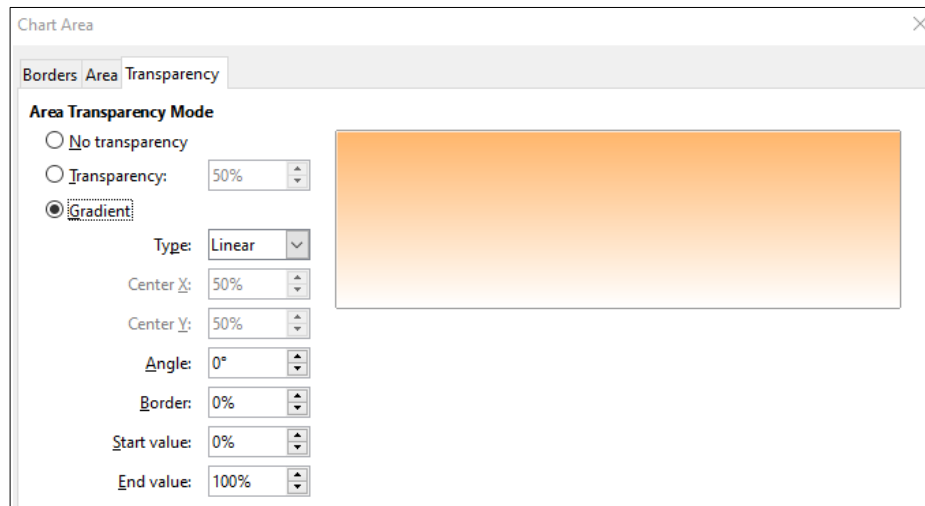 Chart Area
Borders Area Transparency
Area Transparency Mode
No transparency
Transparency: 50%
Gradient
Type: Linear
Center X: 50%
Center Y: 50%
Angle: 0°
Border: 0%
Start value: 0%
End value: 100%